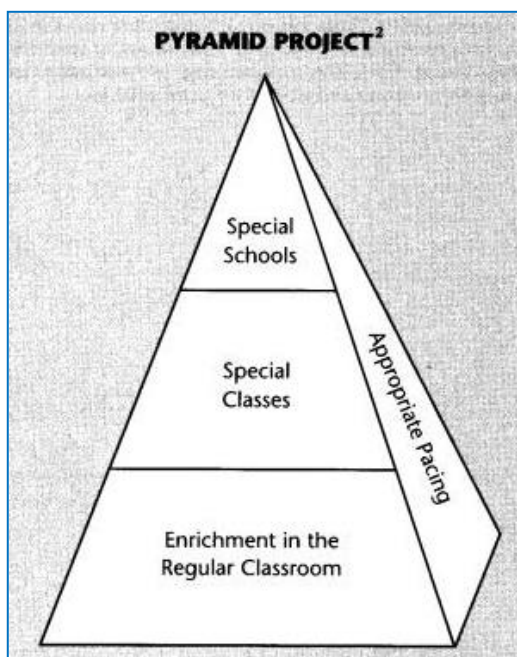 PYRAMID PROJECT²
Special
Schools
Special
Classes
Appropriate Pacing
Enrichment in the
Regular Classroom